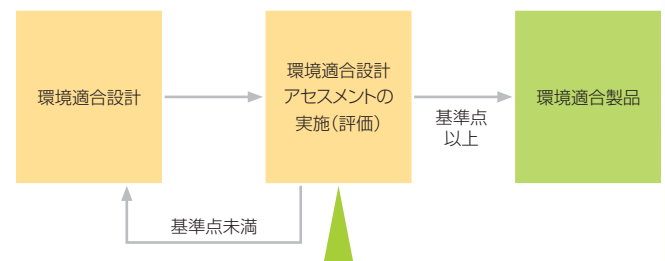 環境適合設計
環境適合設計
アセスメントの
実施(評価)
基準点
以上
環境適合製品
基準点未満